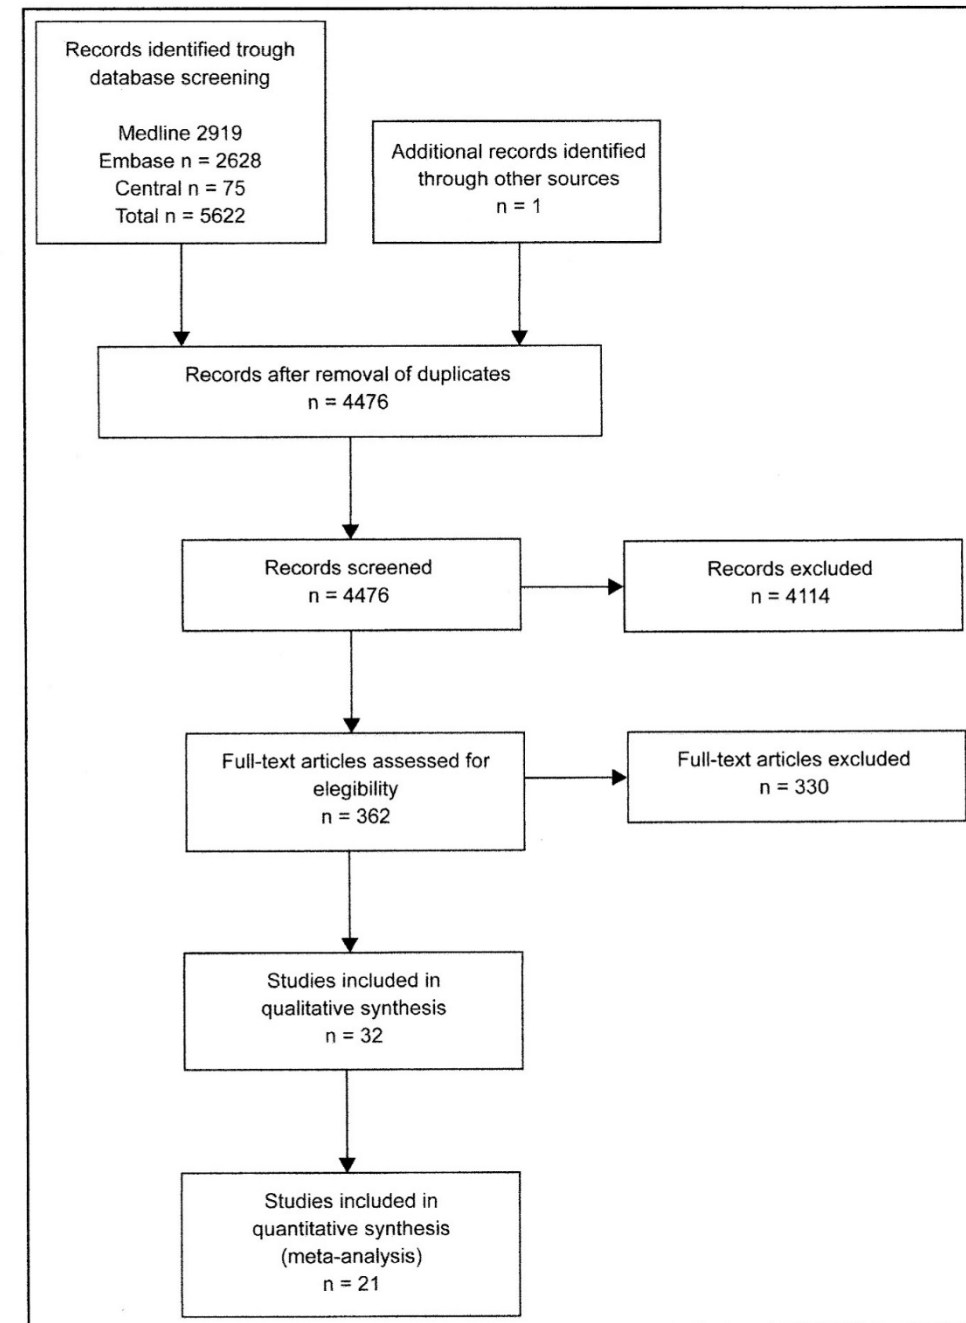 Records identified trough
database screening
Medline 2919
Embase n = 2628
Central n = 75
Total n = 5622
Additional records identified
through other sources
n = 1
Records after removal of duplicates
n = 4476
Records screened
n = 4476
Records excluded
n = 4114
Full-text articles assessed for
elegibility
n = 362
Full-text articles excluded
n = 330
Studies included in
qualitative synthesis
n = 32
Studies included in
quantitative synthesis
(meta-analysis)
n = 21